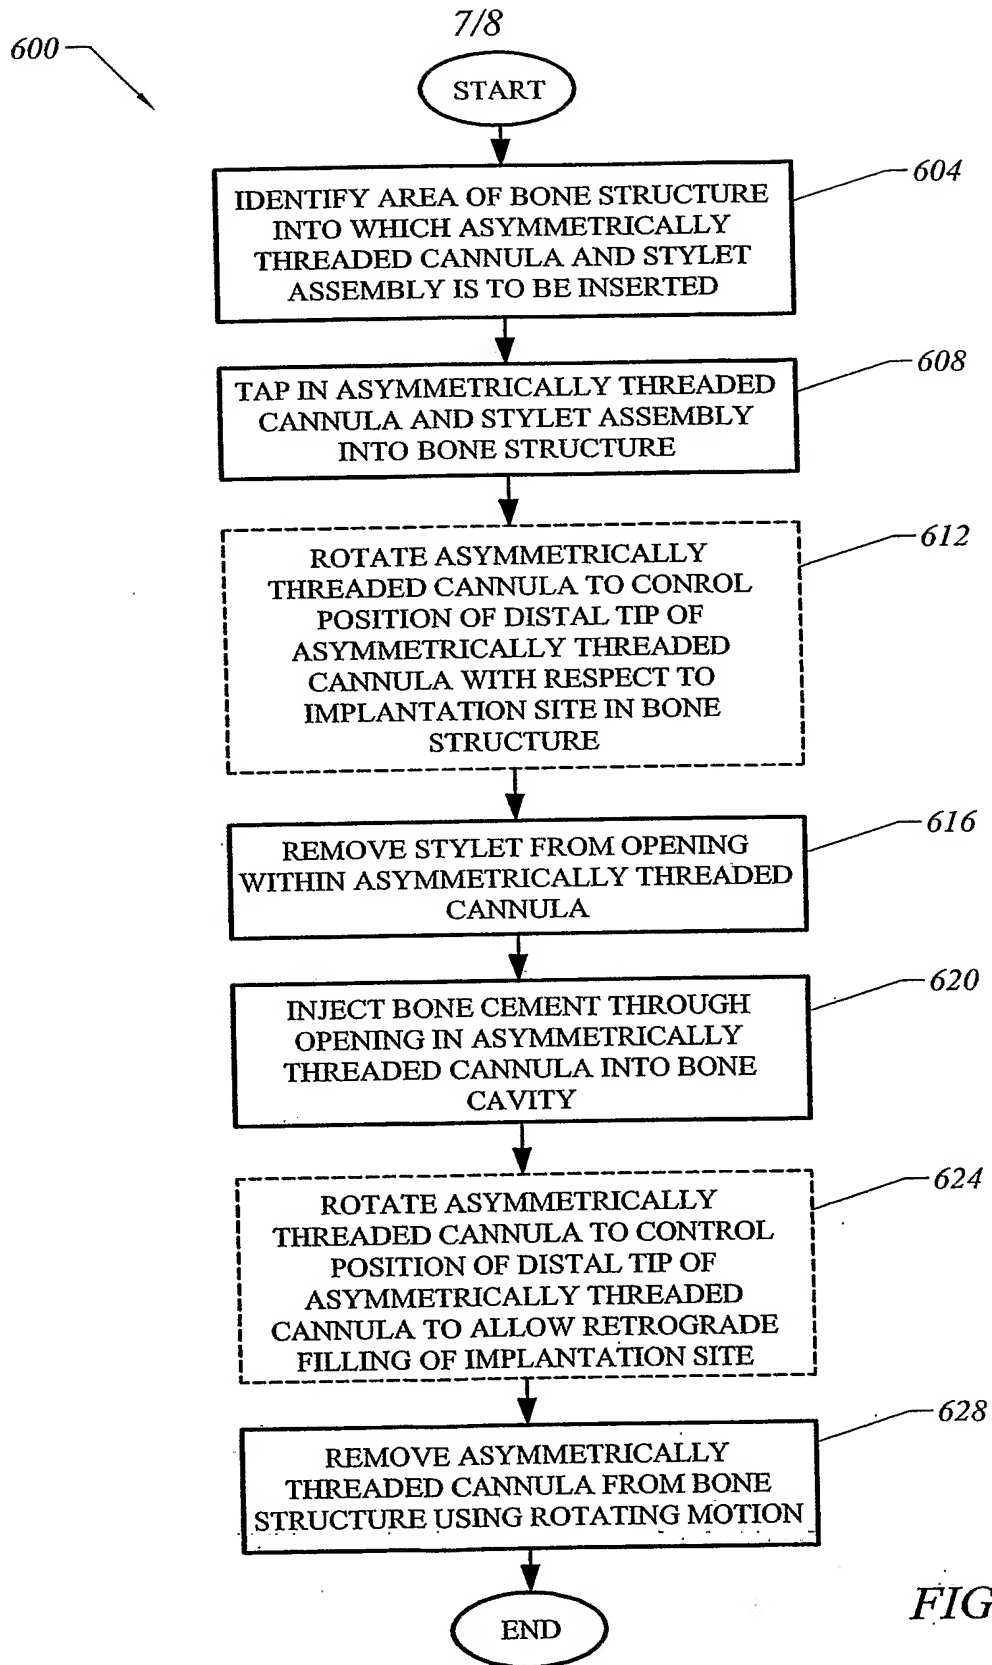 7/8
600
START
604
IDENTIFY AREA OF BONE STRUCTURE
INTO WHICH ASYMMETRICALLY
THREADED CANNULA AND STYLET
ASSEMBLY IS TO BE INSERTED
608
TAP IN ASYMMETRICALLY THREADED
CANNULA AND STYLET ASSEMBLY
INTO BONE STRUCTURE
612
ROTATE ASYMMETRICALLY
THREADED CANNULA TO CONROL
POSITION OF DISTAL TIP OF
ASYMMETRICALLY THREADED
CANNULA WITH RESPECT TO
IMPLANTATION SITE IN BONE
STRUCTURE
616
REMOVE STYLET FROM OPENING
WITHIN ASYMMETRICALLY THREADED
CANNULA
620
INJECT BONE CEMENT THROUGH
OPENING IN ASYMMETRICALLY
THREADED CANNULA INTO BONE
CAVITY
624
ROTATE ASYMMETRICALLY
THREADED CANNULA TO CONTROL
POSITION OF DISTAL TIP OF
ASYMMETRICALLY THREADED
CANNULA TO ALLOW RETROGRADE
FILLING OF IMPLANTATION SITE
628
REMOVE ASYMMETRICALLY
THREADED CANNULA FROM BONE
STRUCTURE USING ROTATING MOTION
END
FIG